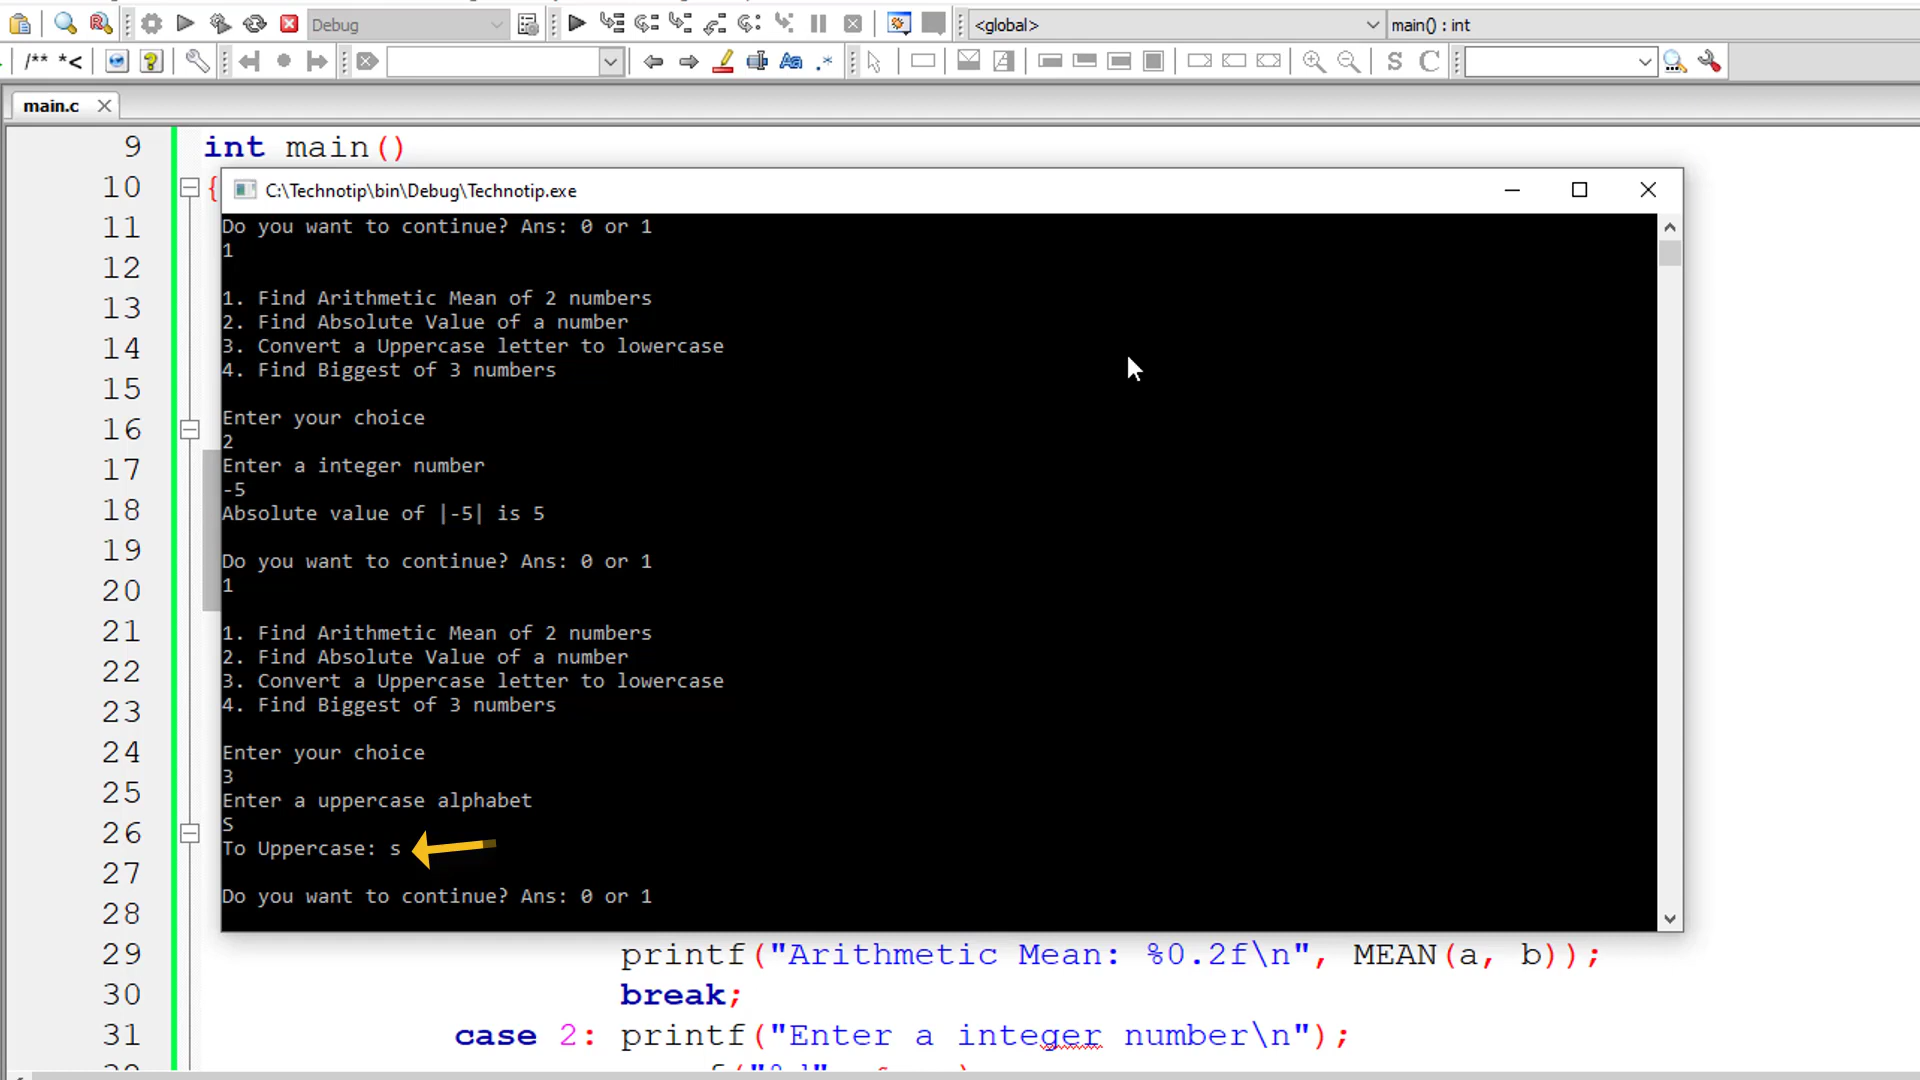 Debug
<global>
main() : int
/** *<
.*
S C
main.c
9 int main()
10 {
C:\Technotip\bin\Debug\Technotip.exe
11
12
13
14
15
16
17
18
19
20
21
22
23
24
25
26
27
28
Do you want to continue? Ans: 0 or 1
1
1. Find Arithmetic Mean of 2 numbers
2. Find Absolute Value of a number
3. Convert a Uppercase letter to lowercase
4. Find Biggest of 3 numbers
Enter your choice
2
Enter a integer number
-5
Absolute value of |-5| is 5
Do you want to continue? Ans: 0 or 1
1
1. Find Arithmetic Mean of 2 numbers
2. Find Absolute Value of a number
3. Convert a Uppercase letter to lowercase
4. Find Biggest of 3 numbers
Enter your choice
3
Enter a uppercase alphabet
S
To Uppercase: s
Do you want to continue? Ans: 0 or 1
29 printf("Arithmetic Mean: %0.2f\n", MEAN(a, b));
30 break;
31 case 2: printf("Enter a integer number\n");